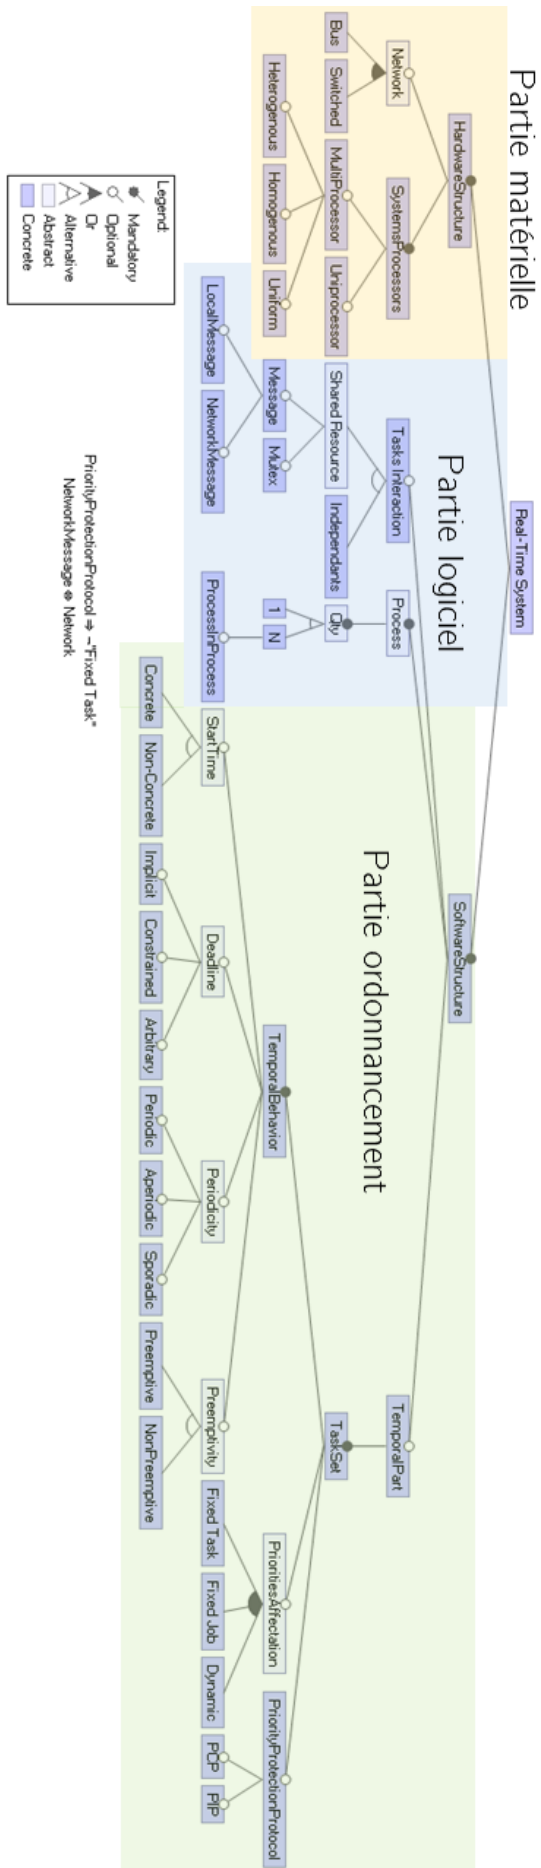 Real-Time System
Partie matérielle
HardwareStructure
Network
SystemsProcessors
Bus
Switched
MultiProcessor
Uniprocessor
Heterogenous
Homogenous
Uniform
Partie logiciel
SoftwareStructure
Tasks Interaction
Process
Shared Resource
Independants
Qty
Message
Mutex
1
N
LocalMessage
NetworkMessage
ProcessInProcess
Partie ordonnancement
TemporalPart
TaskSet
TemporalBehavior
PrioritiesAffectation
PriorityProtectionProtocol
StartTime
Deadline
Periodicity
Preemptivity
Fixed Task
Fixed Job
Dynamic
PCP
PIP
Concrete
Non-Concrete
Implicit
Constrained
Arbitrary
Periodic
Aperiodic
Sporadic
Preemptive
NonPreemptive
Legend:
Mandatory
Optional
Or
Alternative
Abstract
Concrete
PriorityProtectionProtocol ⇒ ¬"Fixed Task"
NetworkMessage ⇔ Network